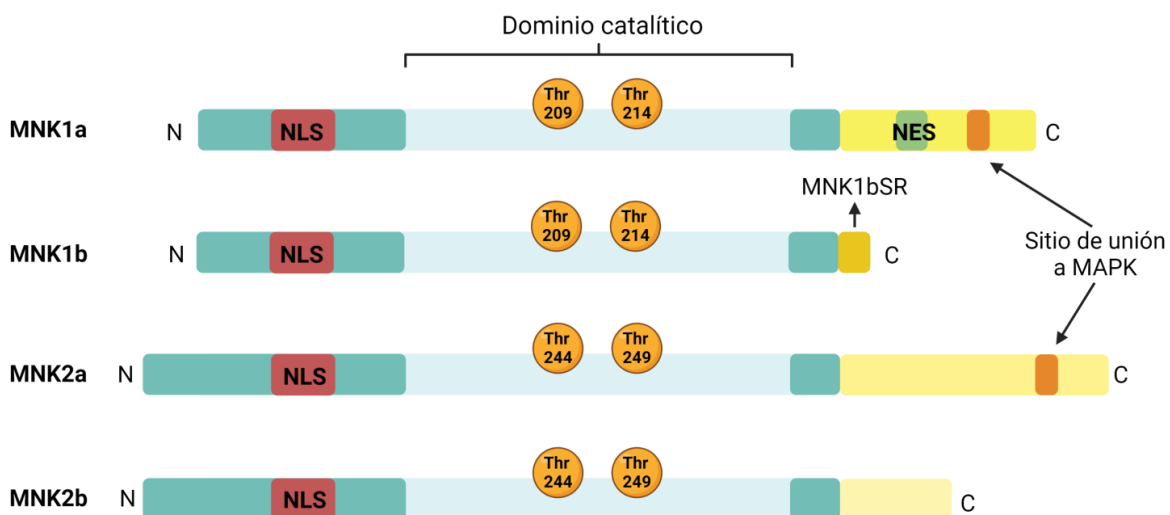 Dominio catalítico
Thr
209
Thr
214
MNK1a
N
NLS
NES
C
MNK1bSR
Thr
209
Thr
214
MNK1b
N
NLS
C
Sitio de unión
a MAPK
Thr
244
Thr
249
MNK2a
N
NLS
C
Thr
244
Thr
249
MNK2b
N
NLS
C